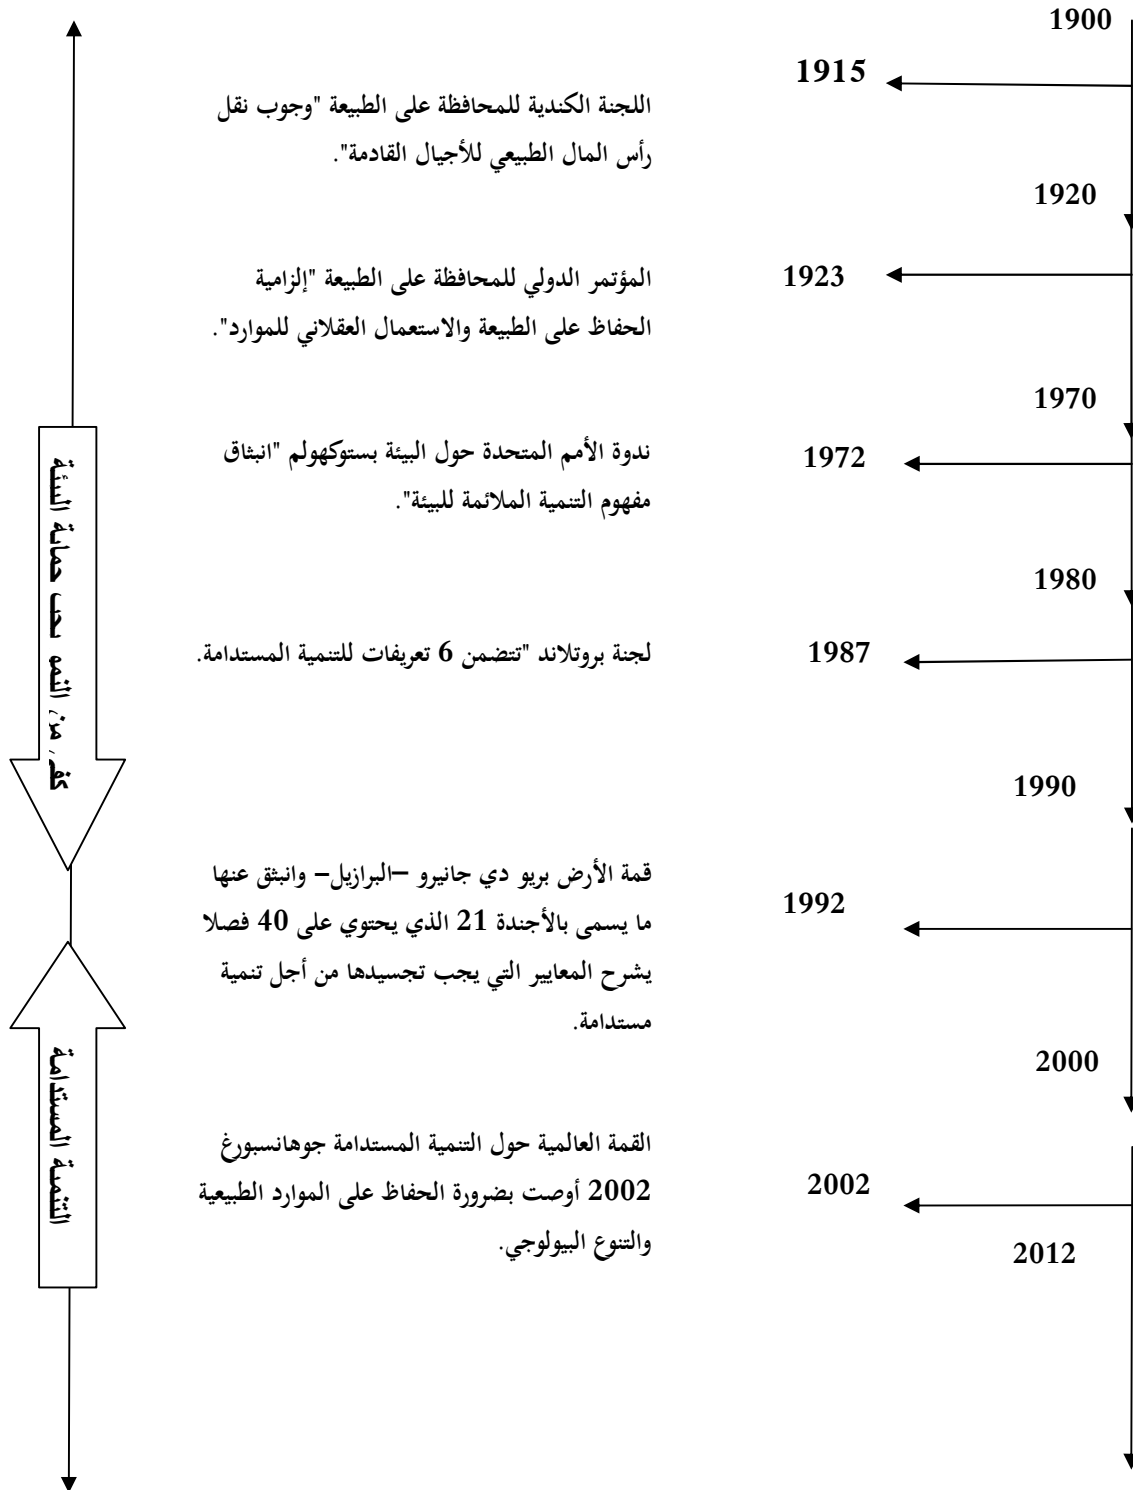 1900
1915
اللجنة الكندية للمحافظة على الطبيعة "وجوب نقل
رأس المال الطبيعي للأجيال القادمة".
1920
1923
المؤتمر الدولي للمحافظة على الطبيعة "إلزامية
الحفاظ على الطبيعة والاستعمال العقلاني للموارد".
1970
1972
ندوة الأمم المتحدة حول البيئة بستوكهولم "انبثاق
مفهوم التنمية الملائمة للبيئة".
1980
1987
لجنة بروتلاند "تتضمن 6 تعريفات للتنمية المستدامة.
1990
1992
قمة الأرض بريو دي جانيرو –البرازيل– وانبثق عنها
ما يسمى بالأجندة 21 الذي يحتوي على 40 فصلا
يشرح المعايير التي يجب تجسيدها من أجل تنمية
مستدامة.
2000
2002
القمة العالمية حول التنمية المستدامة جوهانسبورغ
2002 أوصت بضرورة الحفاظ على الموارد الطبيعية
والتنوع البيولوجي.
2012
كفى من النمو يجب حماية البيئة
التنمية المستدامة